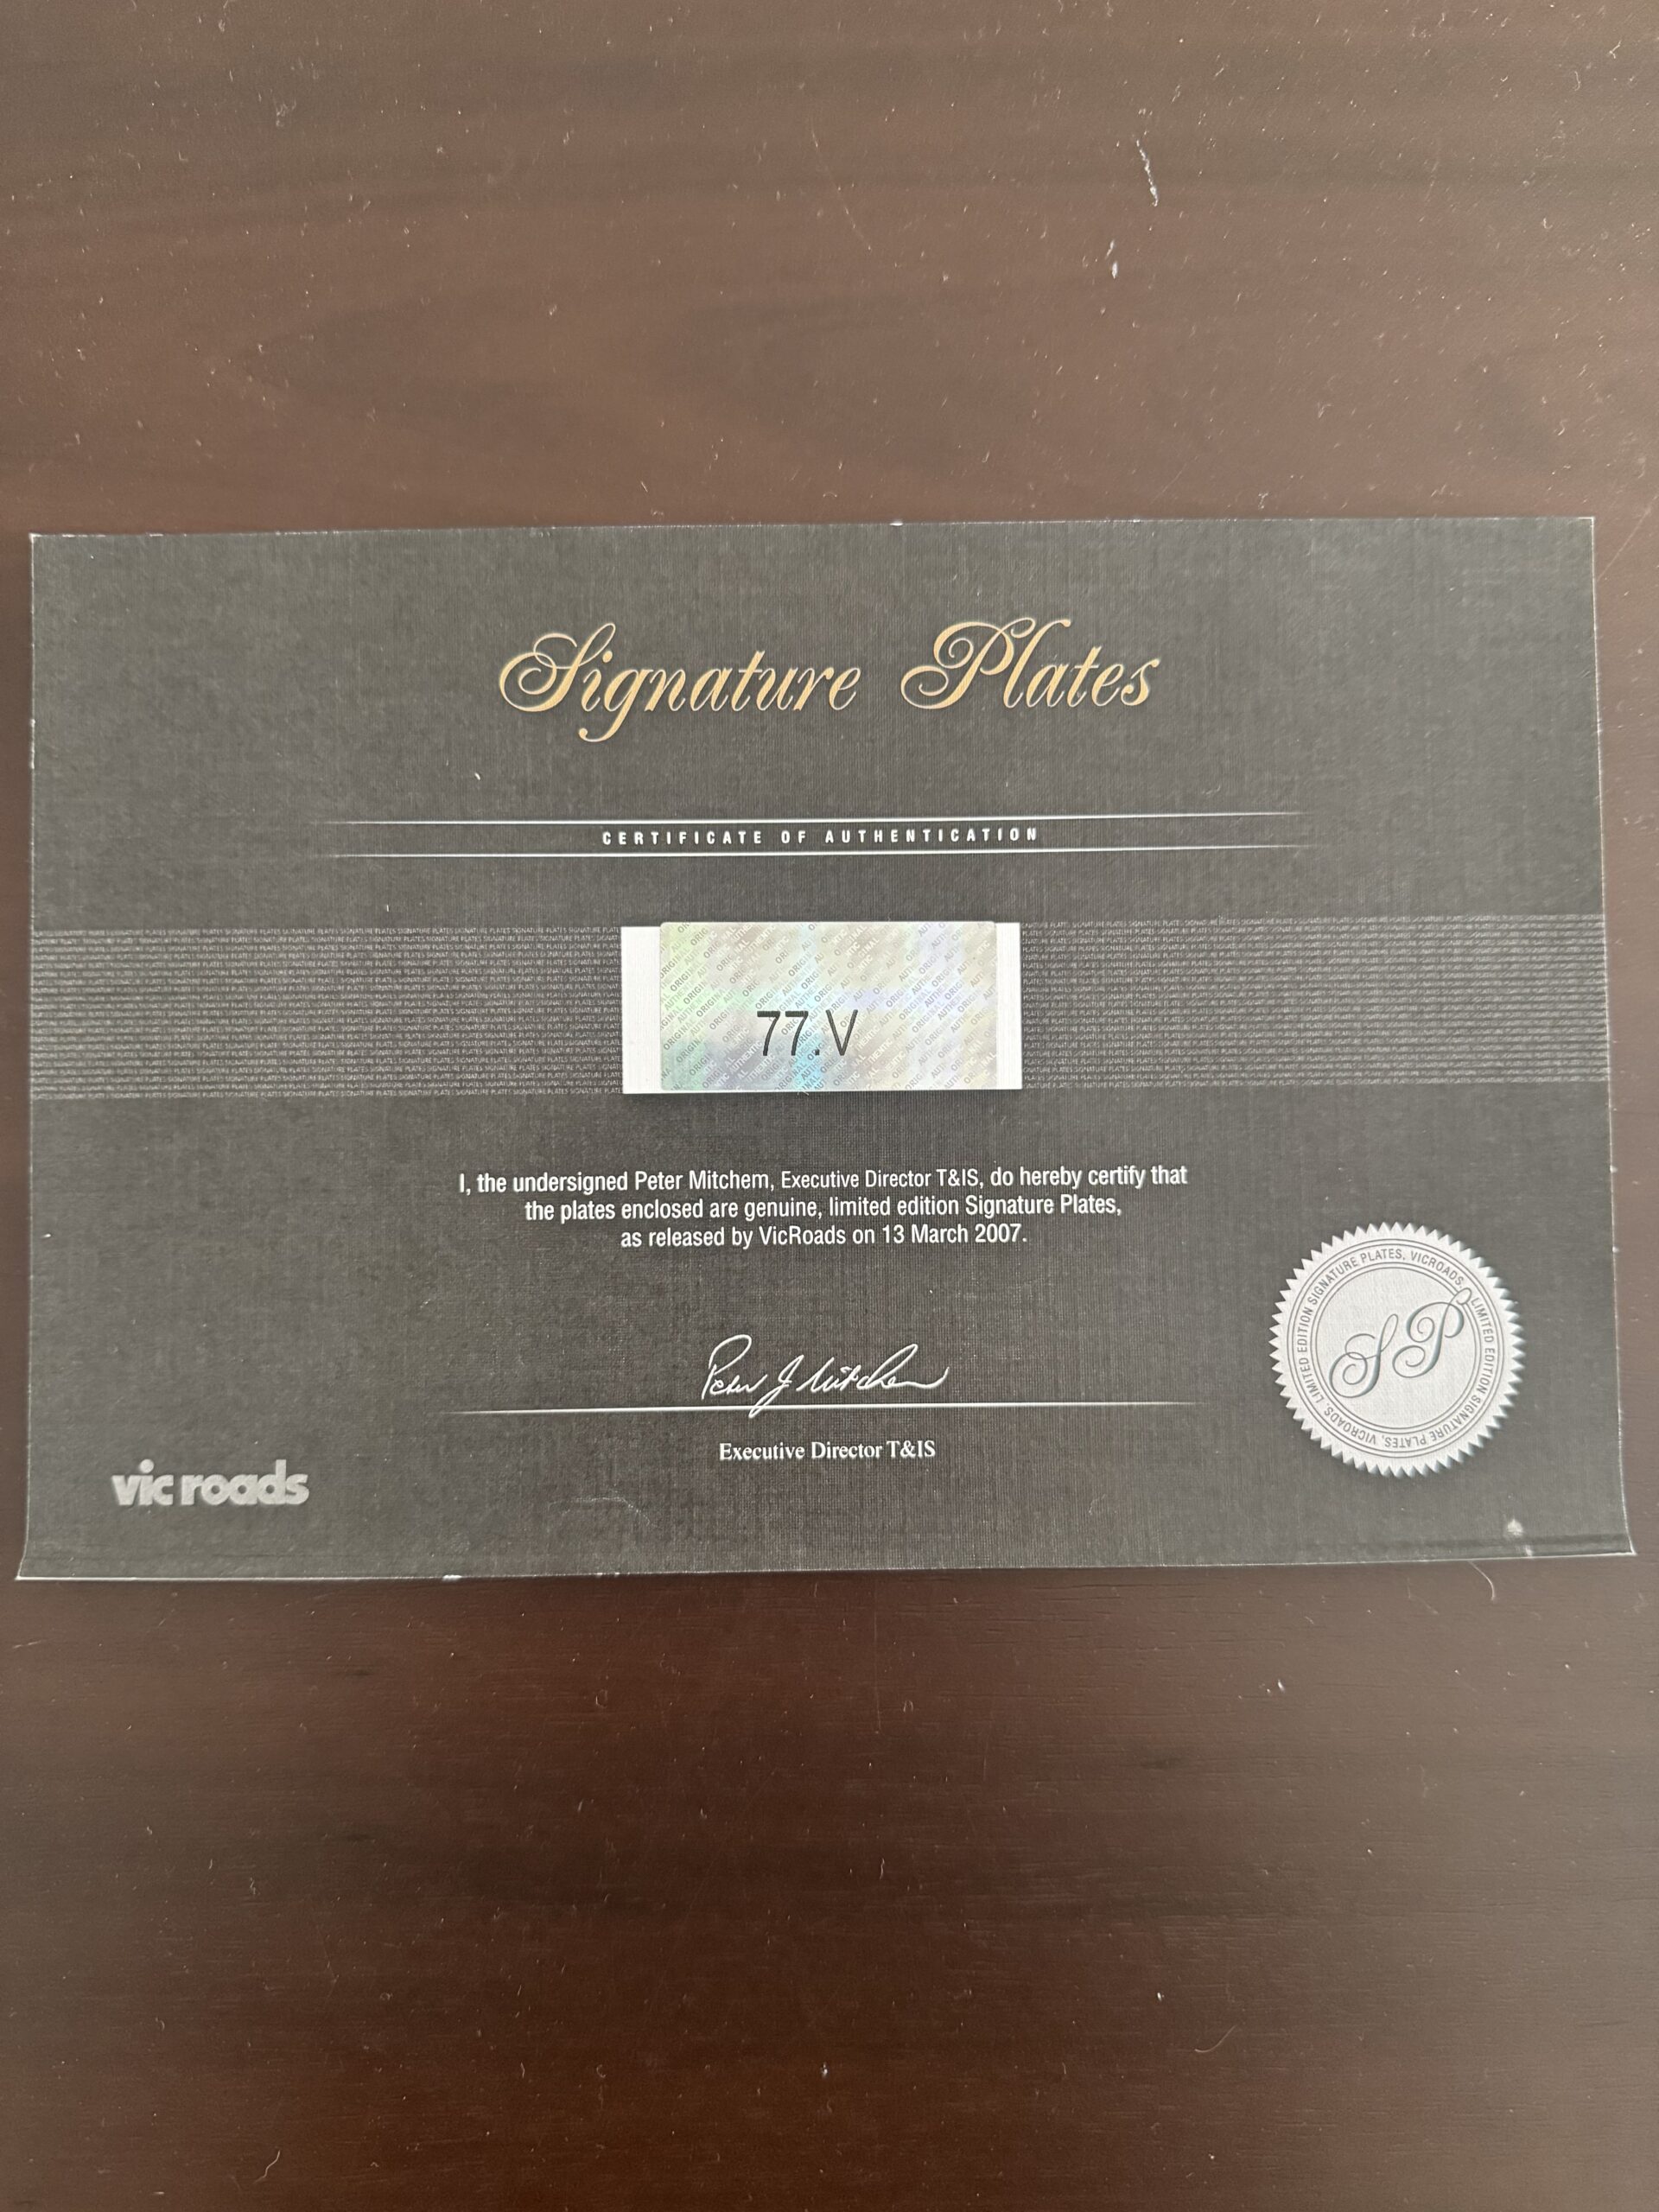 Signature Plates
CERTIFICATE OF AUTHENTICATION
77.V
I, the undersigned Peter Mitchem, Executive Director T&IS, do hereby certify that
the plates enclosed are genuine, limited edition Signature Plates,
as released by VicRoads on 13 March 2007.
Peter J Mitchem
Executive Director T&IS
vic roads
SP
LIMITED EDITION SIGNATURE PLATES, VICROADS, LIMITED EDITION SIGNATURE PLATES, VICROADS,